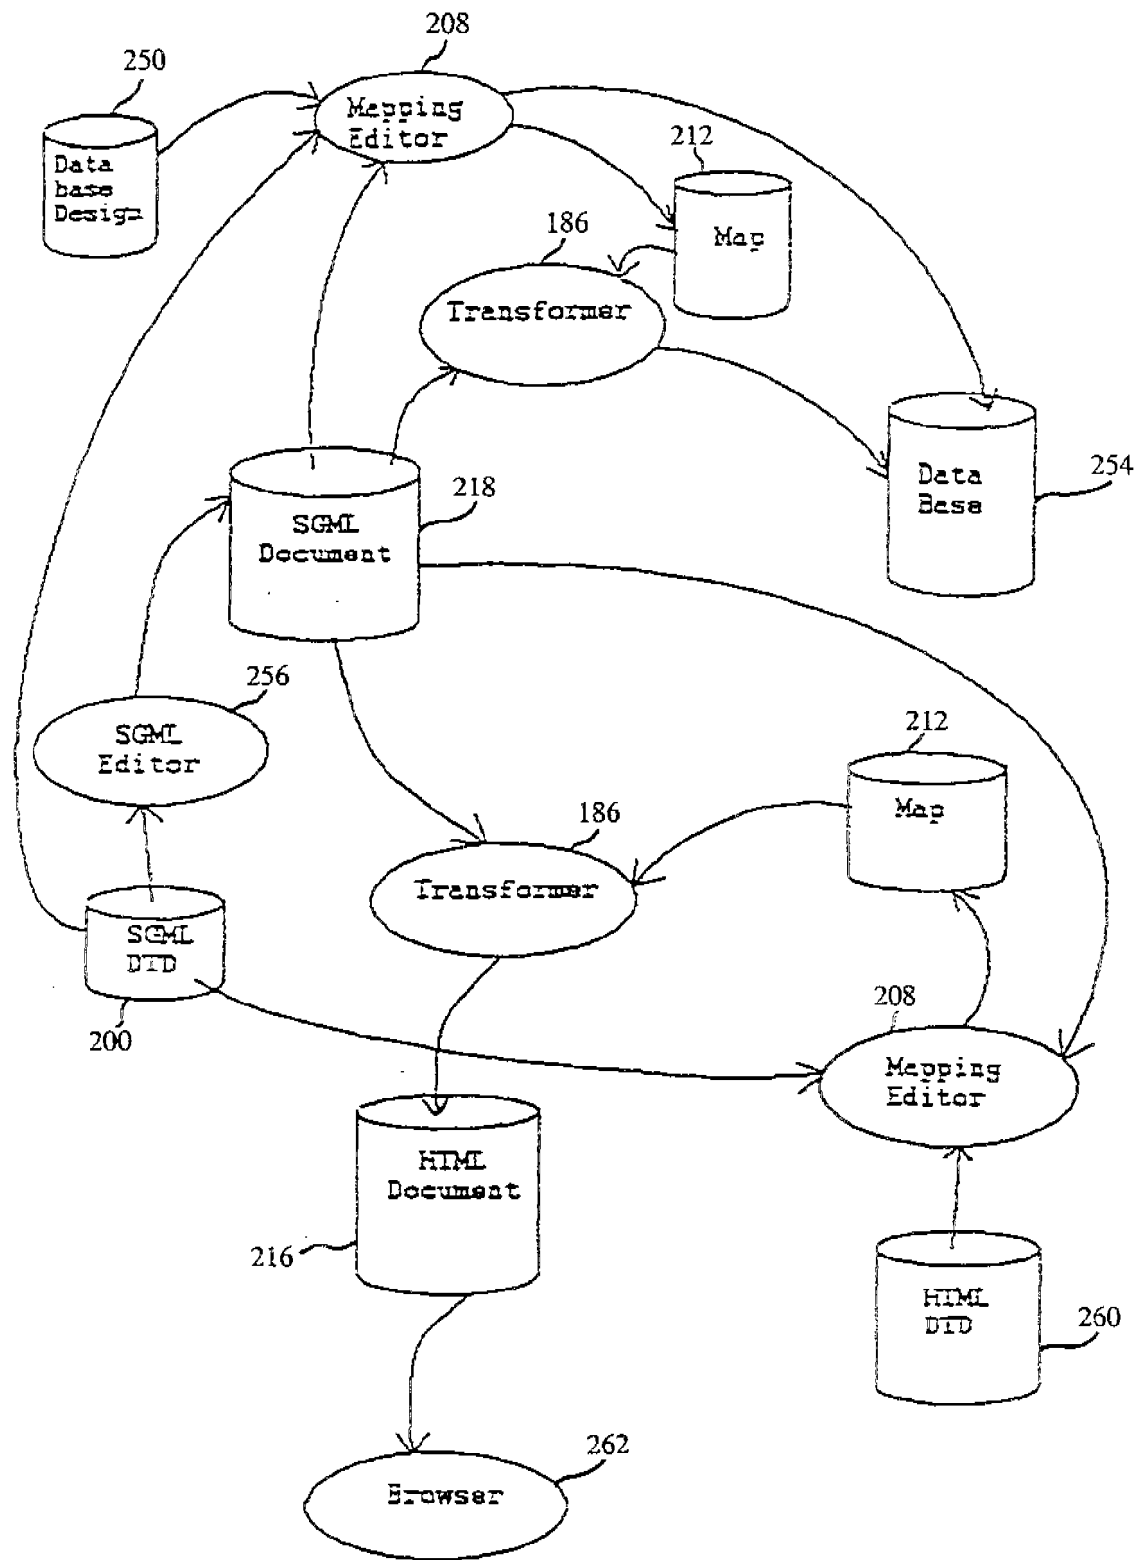 208
250
Mapping
Editor
Data
base
Design
212
Map
186
Transformer
Data
Base
254
218
SGML
Document
256
SGML
Editor
212
Map
186
Transformer
SGML
DTD
200
208
Mapping
Editor
HTML
Document
216
HTML
DTD
260
262
Browser